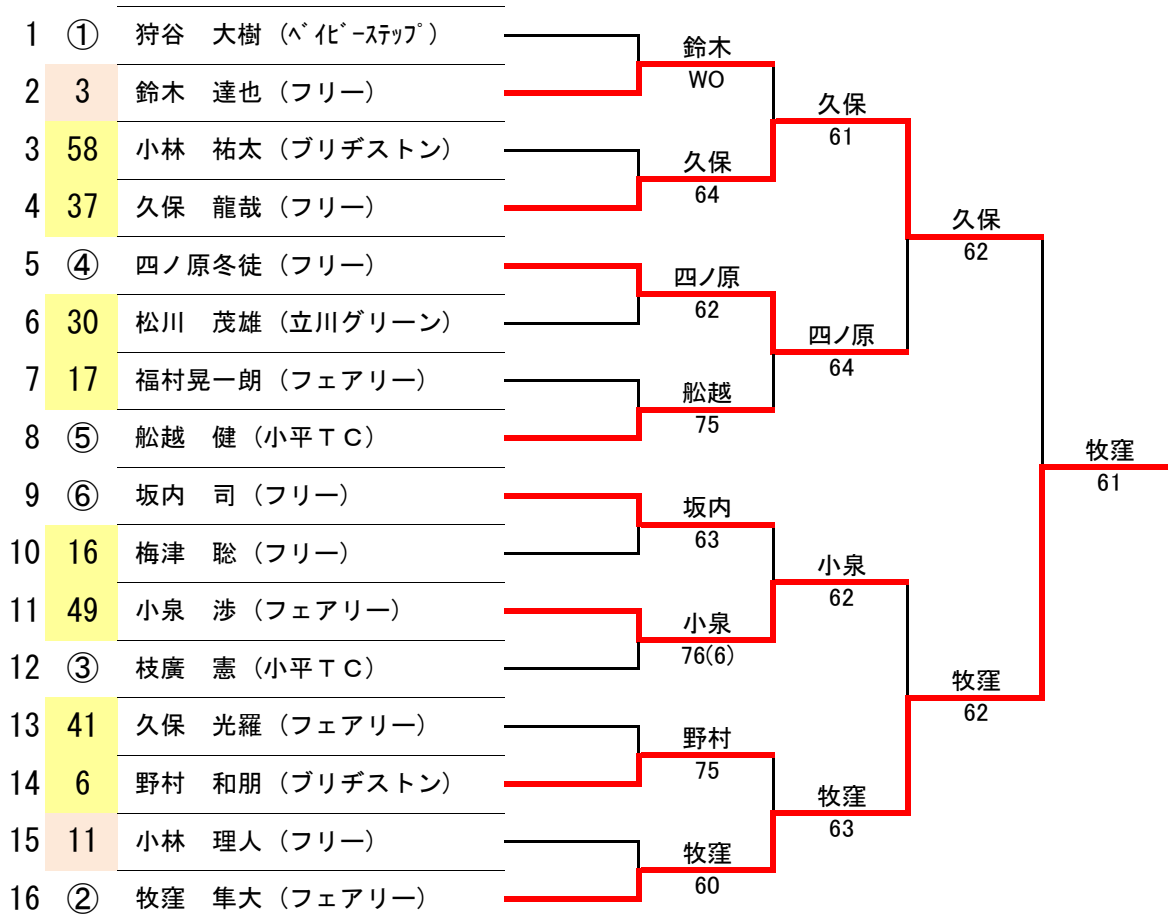 1 ① 狩谷　大樹（ﾍﾞｲﾋﾞｰｽﾃｯﾌﾟ）
2 3 鈴木　達也（フリー）
3 58 小林　祐太（ブリヂストン）
4 37 久保　龍哉（フリー）
5 ④ 四ノ原冬徒（フリー）
6 30 松川　茂雄（立川グリーン）
7 17 福村晃一朗（フェアリー）
8 ⑤ 舩越　健（小平ＴＣ）
9 ⑥ 坂内　司（フリー）
10 16 梅津　聡（フリー）
11 49 小泉　渉（フェアリー）
12 ③ 枝廣　憲（小平ＴＣ）
13 41 久保　光羅（フェアリー）
14 6 野村　和朋（ブリヂストン）
15 11 小林　理人（フリー）
16 ② 牧窪　隼大（フェアリー）
鈴木
WO
久保
64
四ノ原
62
舩越
75
坂内
63
小泉
76(6)
野村
75
牧窪
60
久保
61
四ノ原
64
小泉
62
牧窪
63
久保
62
牧窪
62
牧窪
61